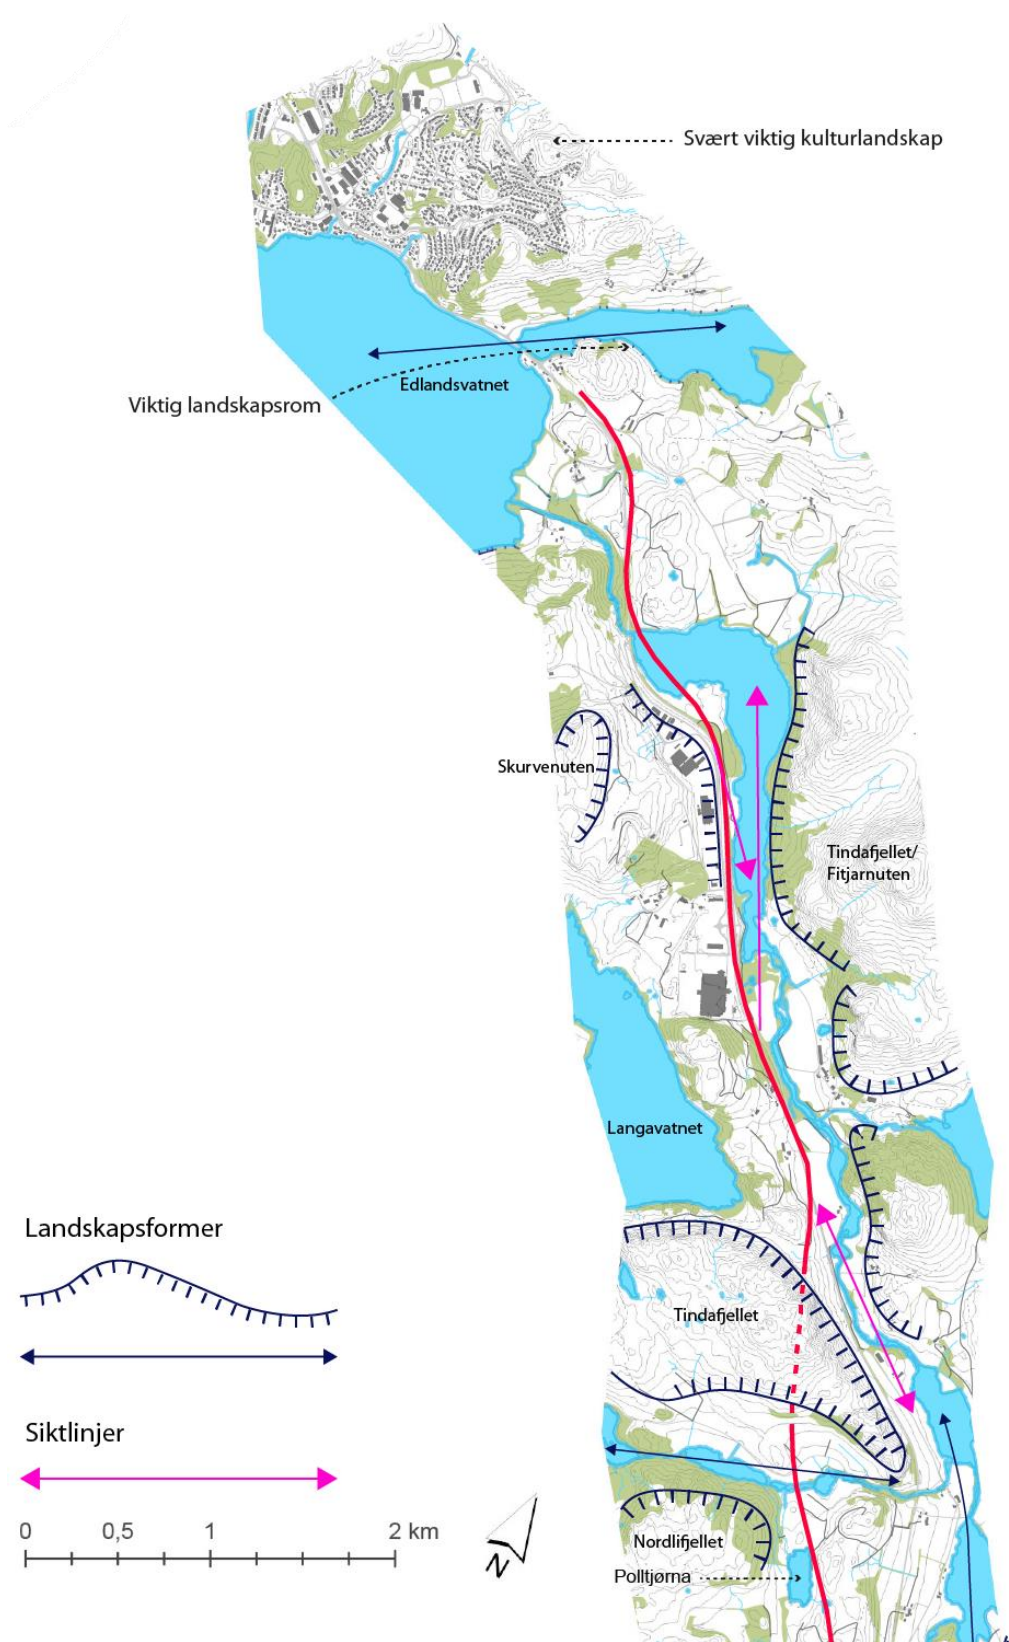 Svært viktig kulturlandskap
Edlandsvatnet
Viktig landskapsrom
Skurvenuten
Tindafjellet/
Fitjarnuten
Langavatnet
Landskapsformer
Tindafjellet
Siktlinjer
0 0,5 1 2 km
N
Nordlifjellet
Polltjørna